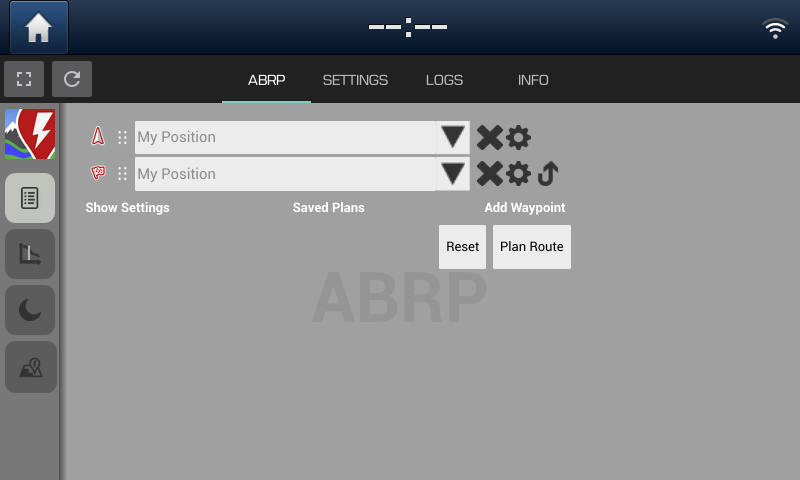 --:--
ABRP SETTINGS LOGS INFO
My Position
My Position
Show Settings Saved Plans Add Waypoint
Reset Plan Route
ABRP